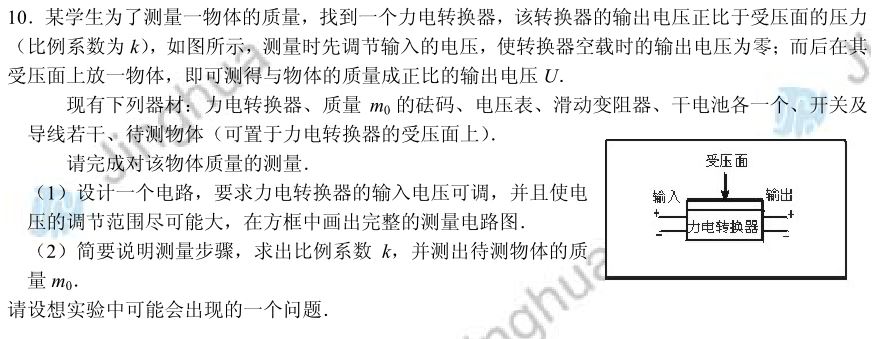 10．某学生为了测量一物体的质量，找到一个力电转换器，该转换器的输出电压正比于受压面的压力
（比例系数为 k），如图所示，测量时先调节输入的电压，使转换器空载时的输出电压为零；而后在其
受压面上放一物体，即可测得与物体的质量成正比的输出电压 U．
现有下列器材：力电转换器、质量 m₀ 的砝码、电压表、滑动变阻器、干电池各一个、开关及
导线若干、待测物体（可置于力电转换器的受压面上）．
请完成对该物体质量的测量．
（1）设计一个电路，要求力电转换器的输入电压可调，并且使电
压的调节范围尽可能大，在方框中画出完整的测量电路图．
（2）简要说明测量步骤，求出比例系数 k，并测出待测物体的质
量 m₀．
请设想实验中可能会出现的一个问题．
受压面
输入 输出
+ +
力电转换器
− −
Jinghua
jinghua